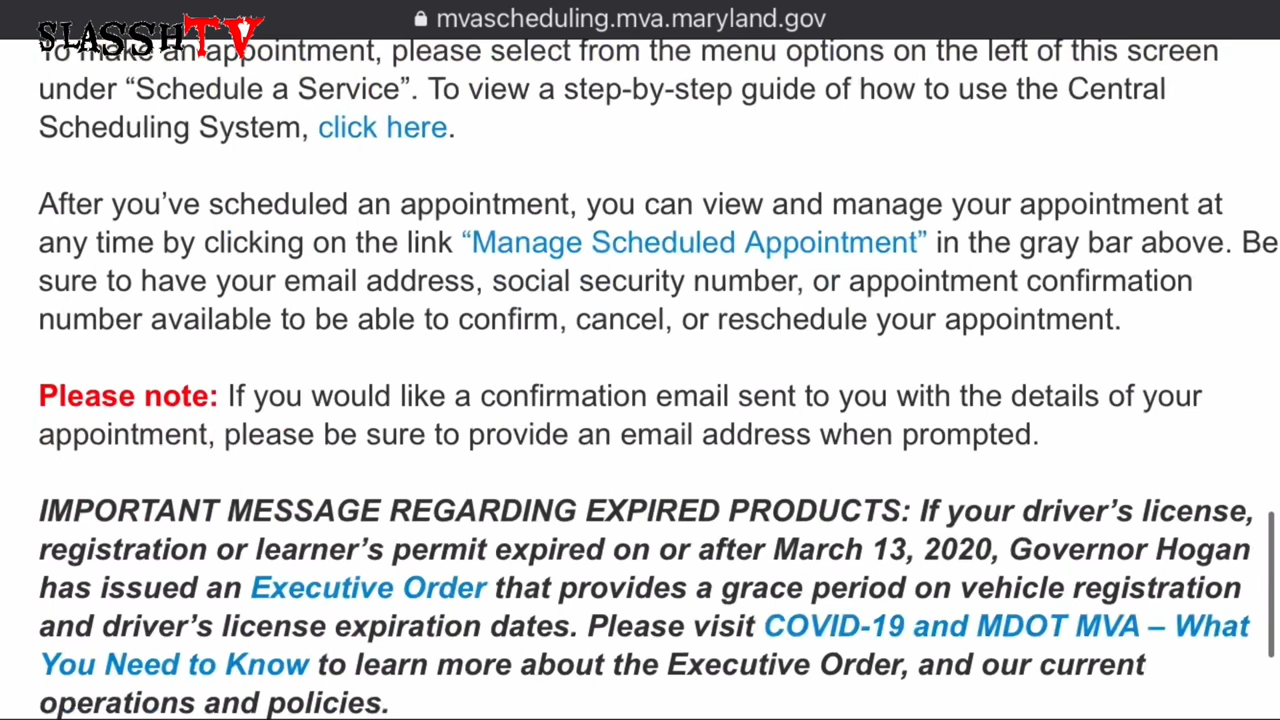 mvascheduling.mva.maryland.gov
SLASSHTV
To make an appointment, please select from the menu options on the left of this screen
under “Schedule a Service”. To view a step-by-step guide of how to use the Central
Scheduling System, click here.
After you’ve scheduled an appointment, you can view and manage your appointment at
any time by clicking on the link “Manage Scheduled Appointment” in the gray bar above. Be
sure to have your email address, social security number, or appointment confirmation
number available to be able to confirm, cancel, or reschedule your appointment.
Please note: If you would like a confirmation email sent to you with the details of your
appointment, please be sure to provide an email address when prompted.
IMPORTANT MESSAGE REGARDING EXPIRED PRODUCTS: If your driver’s license,
registration or learner’s permit expired on or after March 13, 2020, Governor Hogan
has issued an Executive Order that provides a grace period on vehicle registration
and driver’s license expiration dates. Please visit COVID-19 and MDOT MVA – What
You Need to Know to learn more about the Executive Order, and our current
operations and policies.